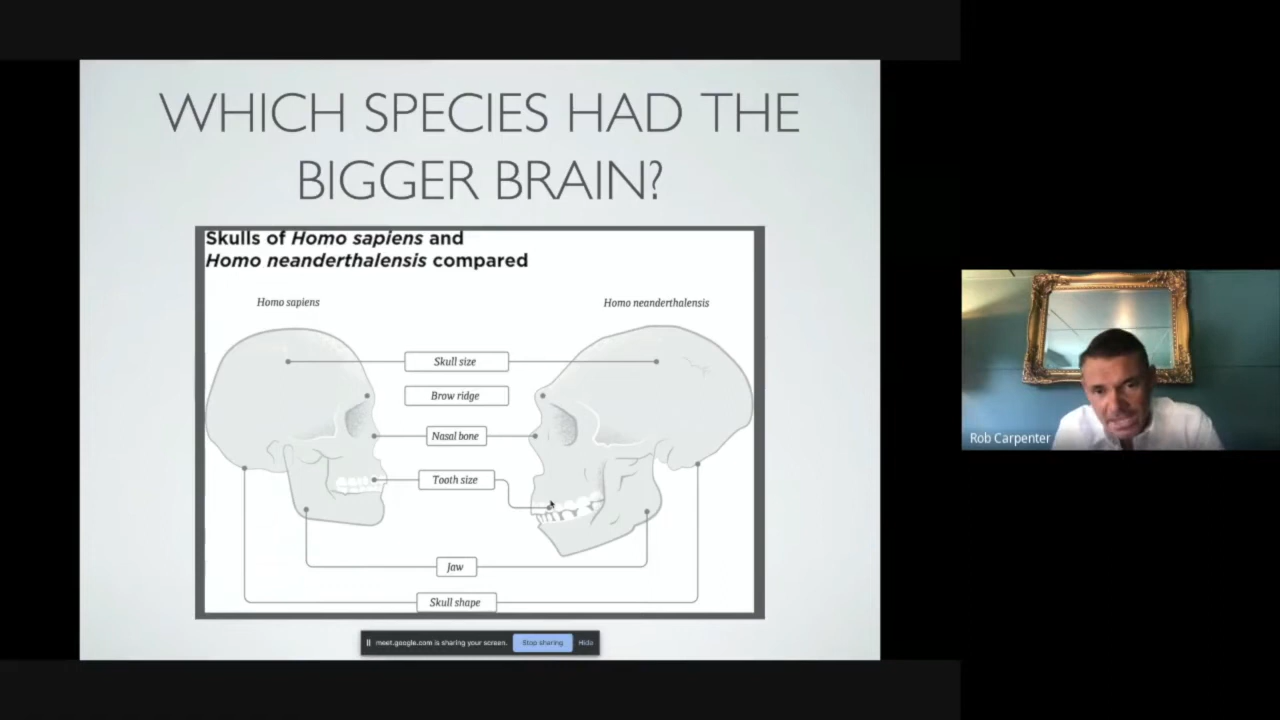 WHICH SPECIES HAD THE
BIGGER BRAIN?
Skulls of Homo sapiens and
Homo neanderthalensis compared
Homo sapiens
Homo neanderthalensis
Skull size
Brow ridge
Nasal bone
Tooth size
Jaw
Skull shape
meet.google.com is sharing your screen.
Stop sharing
Hide
Rob Carpenter